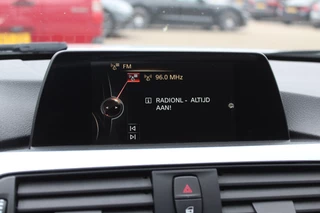 FM
96.0 MHz
RADIONL - ALTIJD
AAN!